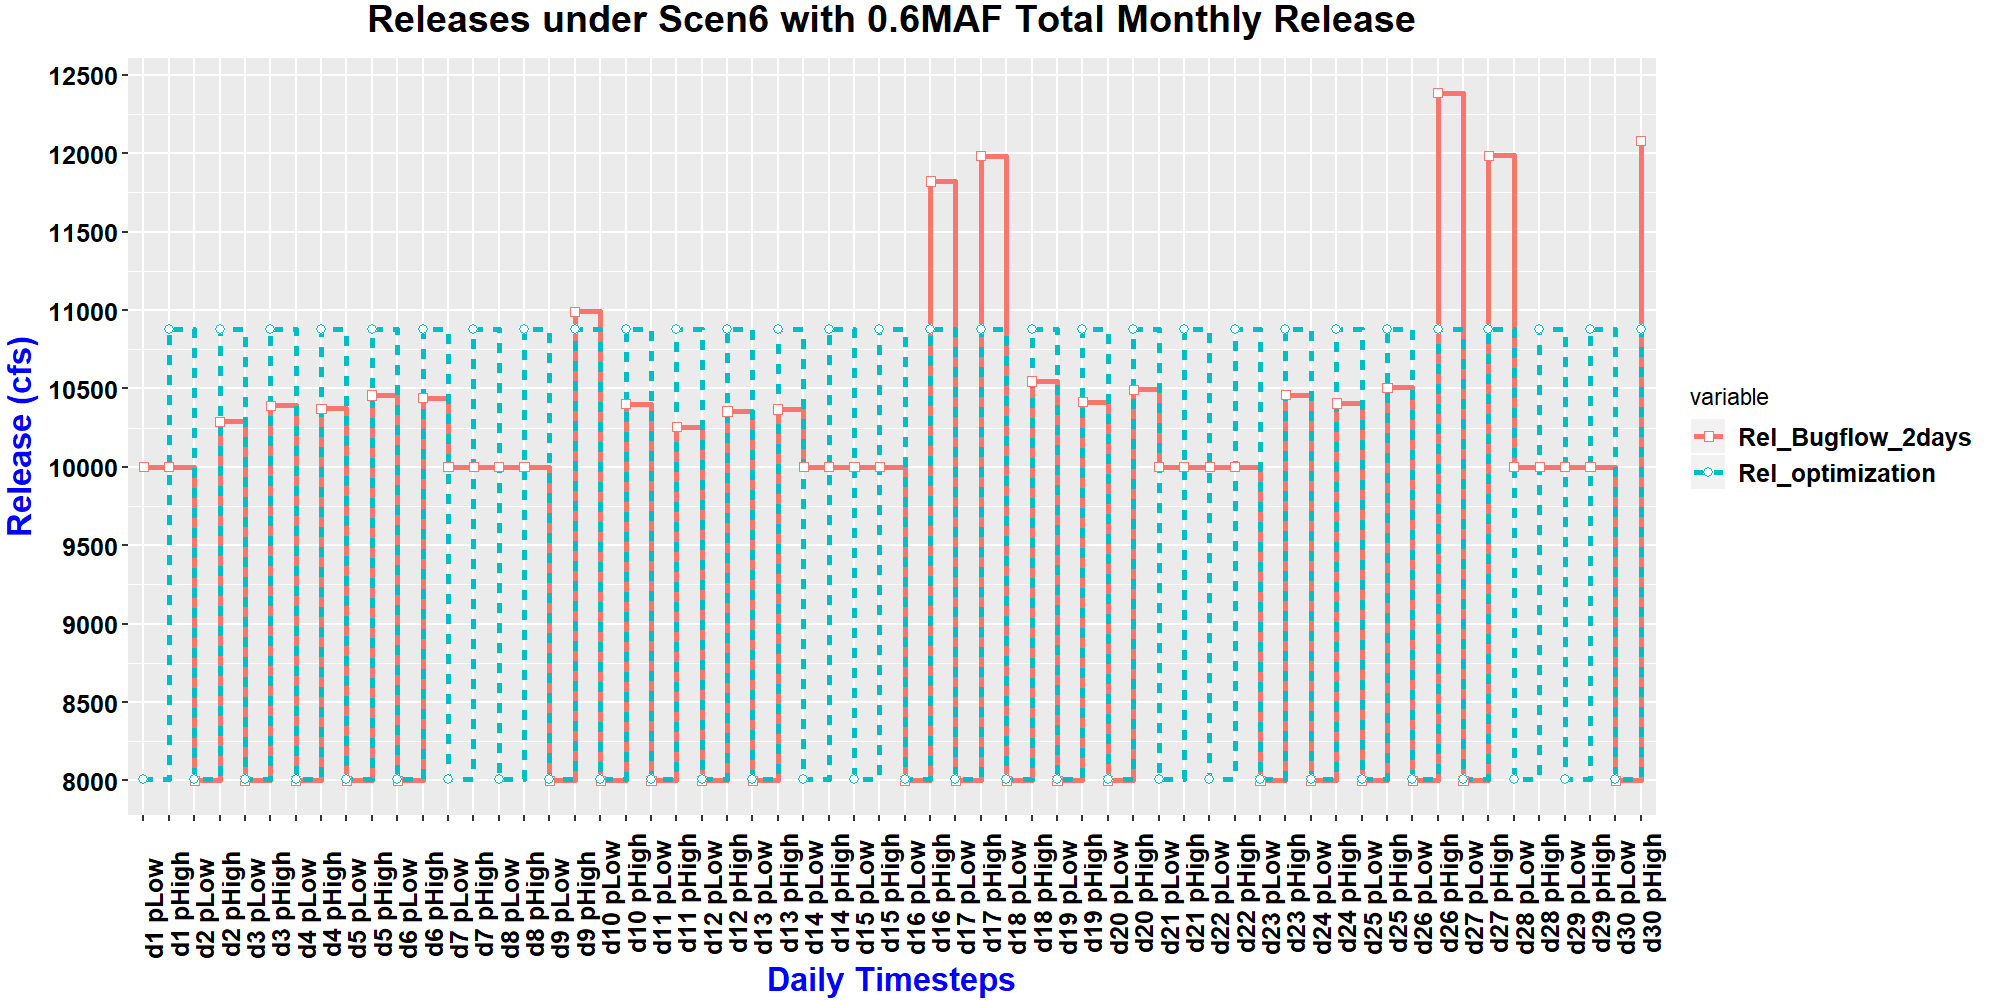 Releases under Scen6 with 0.6MAF Total Monthly Release
12500
12000
11500
11000
10500
10000
9500
9000
8500
8000
Release (cfs)
d1 pLow
d1 pHigh
d2 pLow
d2 pHigh
d3 pLow
d3 pHigh
d4 pLow
d4 pHigh
d5 pLow
d5 pHigh
d6 pLow
d6 pHigh
d7 pLow
d7 pHigh
d8 pLow
d8 pHigh
d9 pLow
d9 pHigh
d10 pLow
d10 pHigh
d11 pLow
d11 pHigh
d12 pLow
d12 pHigh
d13 pLow
d13 pHigh
d14 pLow
d14 pHigh
d15 pLow
d15 pHigh
d16 pLow
d16 pHigh
d17 pLow
d17 pHigh
d18 pLow
d18 pHigh
d19 pLow
d19 pHigh
d20 pLow
d20 pHigh
d21 pLow
d21 pHigh
d22 pLow
d22 pHigh
d23 pLow
d23 pHigh
d24 pLow
d24 pHigh
d25 pLow
d25 pHigh
d26 pLow
d26 pHigh
d27 pLow
d27 pHigh
d28 pLow
d28 pHigh
d29 pLow
d29 pHigh
d30 pLow
d30 pHigh
Daily Timesteps
variable
Rel_Bugflow_2days
Rel_optimization